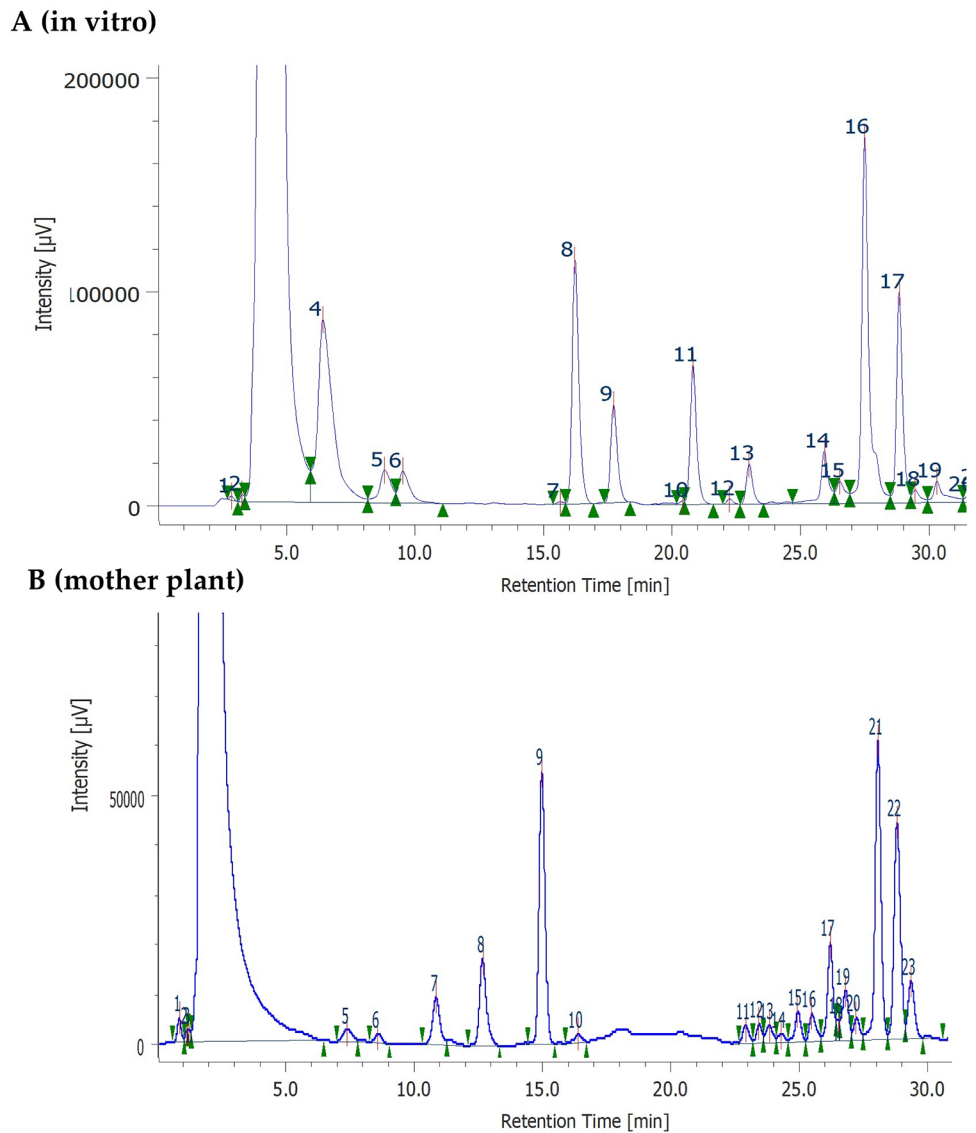 A (in vitro)
200000
100000
0
Intensity [µV]
1 2 4 5 6 7 8 9 10 11 12 13 14 15 16 17 18 19
5.0 10.0 15.0 20.0 25.0 30.0
Retention Time [min]
B (mother plant)
50000
0
Intensity [µV]
1 2 5 6 7 8 9 10 11 12 13 14 15 16 17 18 19 20 21 22 23
5.0 10.0 15.0 20.0 25.0 30.0
Retention Time [min]